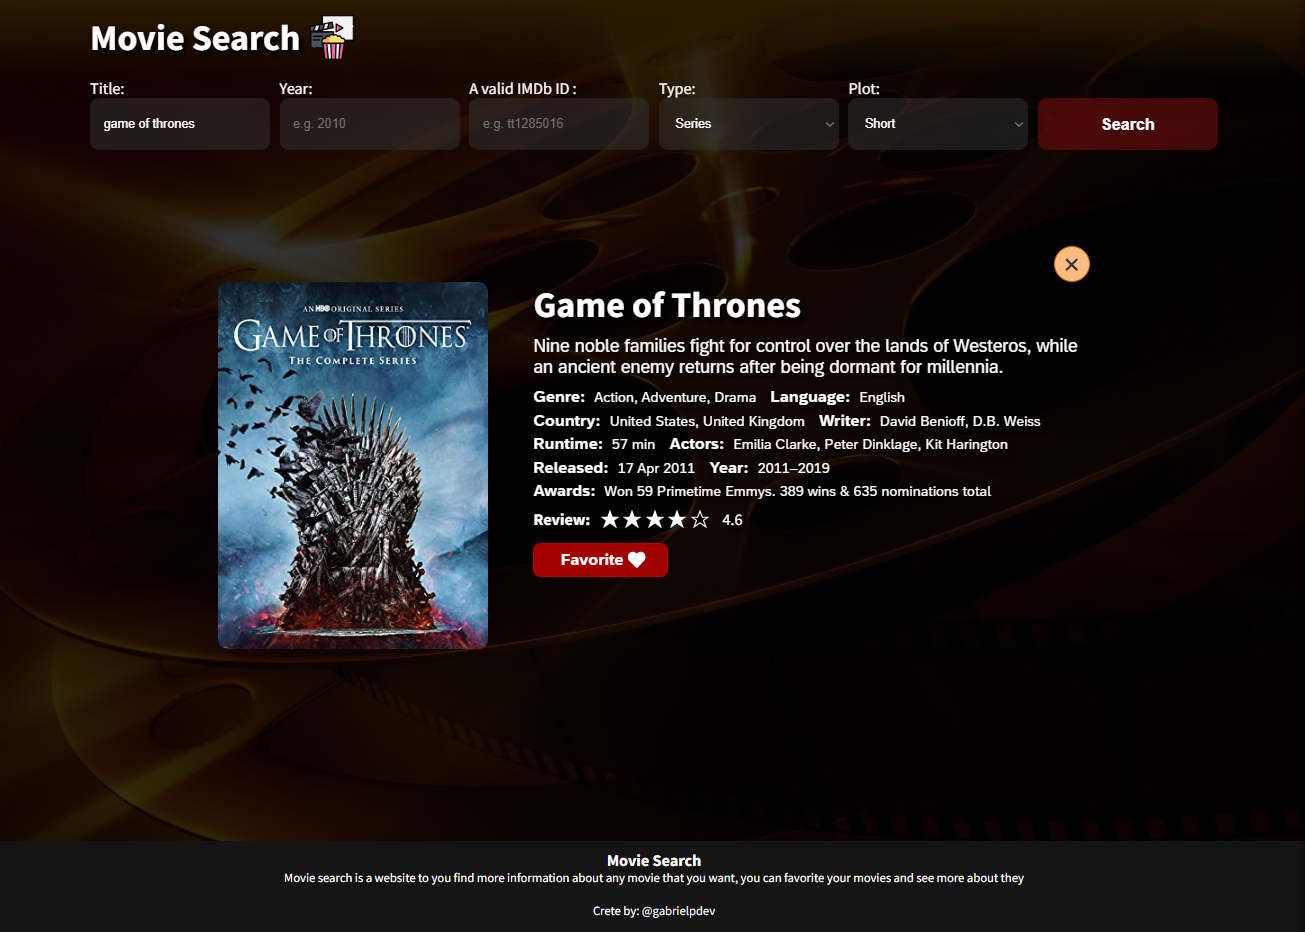 Movie Search
Title:
Year:
A valid IMDb ID :
Type:
Plot:
game of thrones
e.g. 2010
e.g. tt1285016
Series
Short
Search
AN HBO ORIGINAL SERIES
GAME OF THRONES
THE COMPLETE SERIES
Game of Thrones
Nine noble families fight for control over the lands of Westeros, while
an ancient enemy returns after being dormant for millennia.
Genre: Action, Adventure, Drama Language: English
Country: United States, United Kingdom Writer: David Benioff, D.B. Weiss
Runtime: 57 min Actors: Emilia Clarke, Peter Dinklage, Kit Harington
Released: 17 Apr 2011 Year: 2011–2019
Awards: Won 59 Primetime Emmys. 389 wins & 635 nominations total
Review: 4.6
Favorite
Movie Search
Movie search is a website to you find more information about any movie that you want, you can favorite your movies and see more about they
Crete by: @gabrielpdev